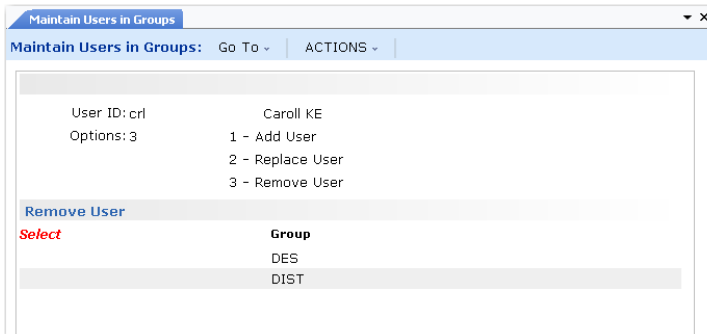 Maintain Users in Groups
Maintain Users in Groups: Go To ACTIONS
User ID: crl Caroll KE
Options: 3 1 - Add User
2 - Replace User
3 - Remove User
Remove User
Select Group
DES
DIST